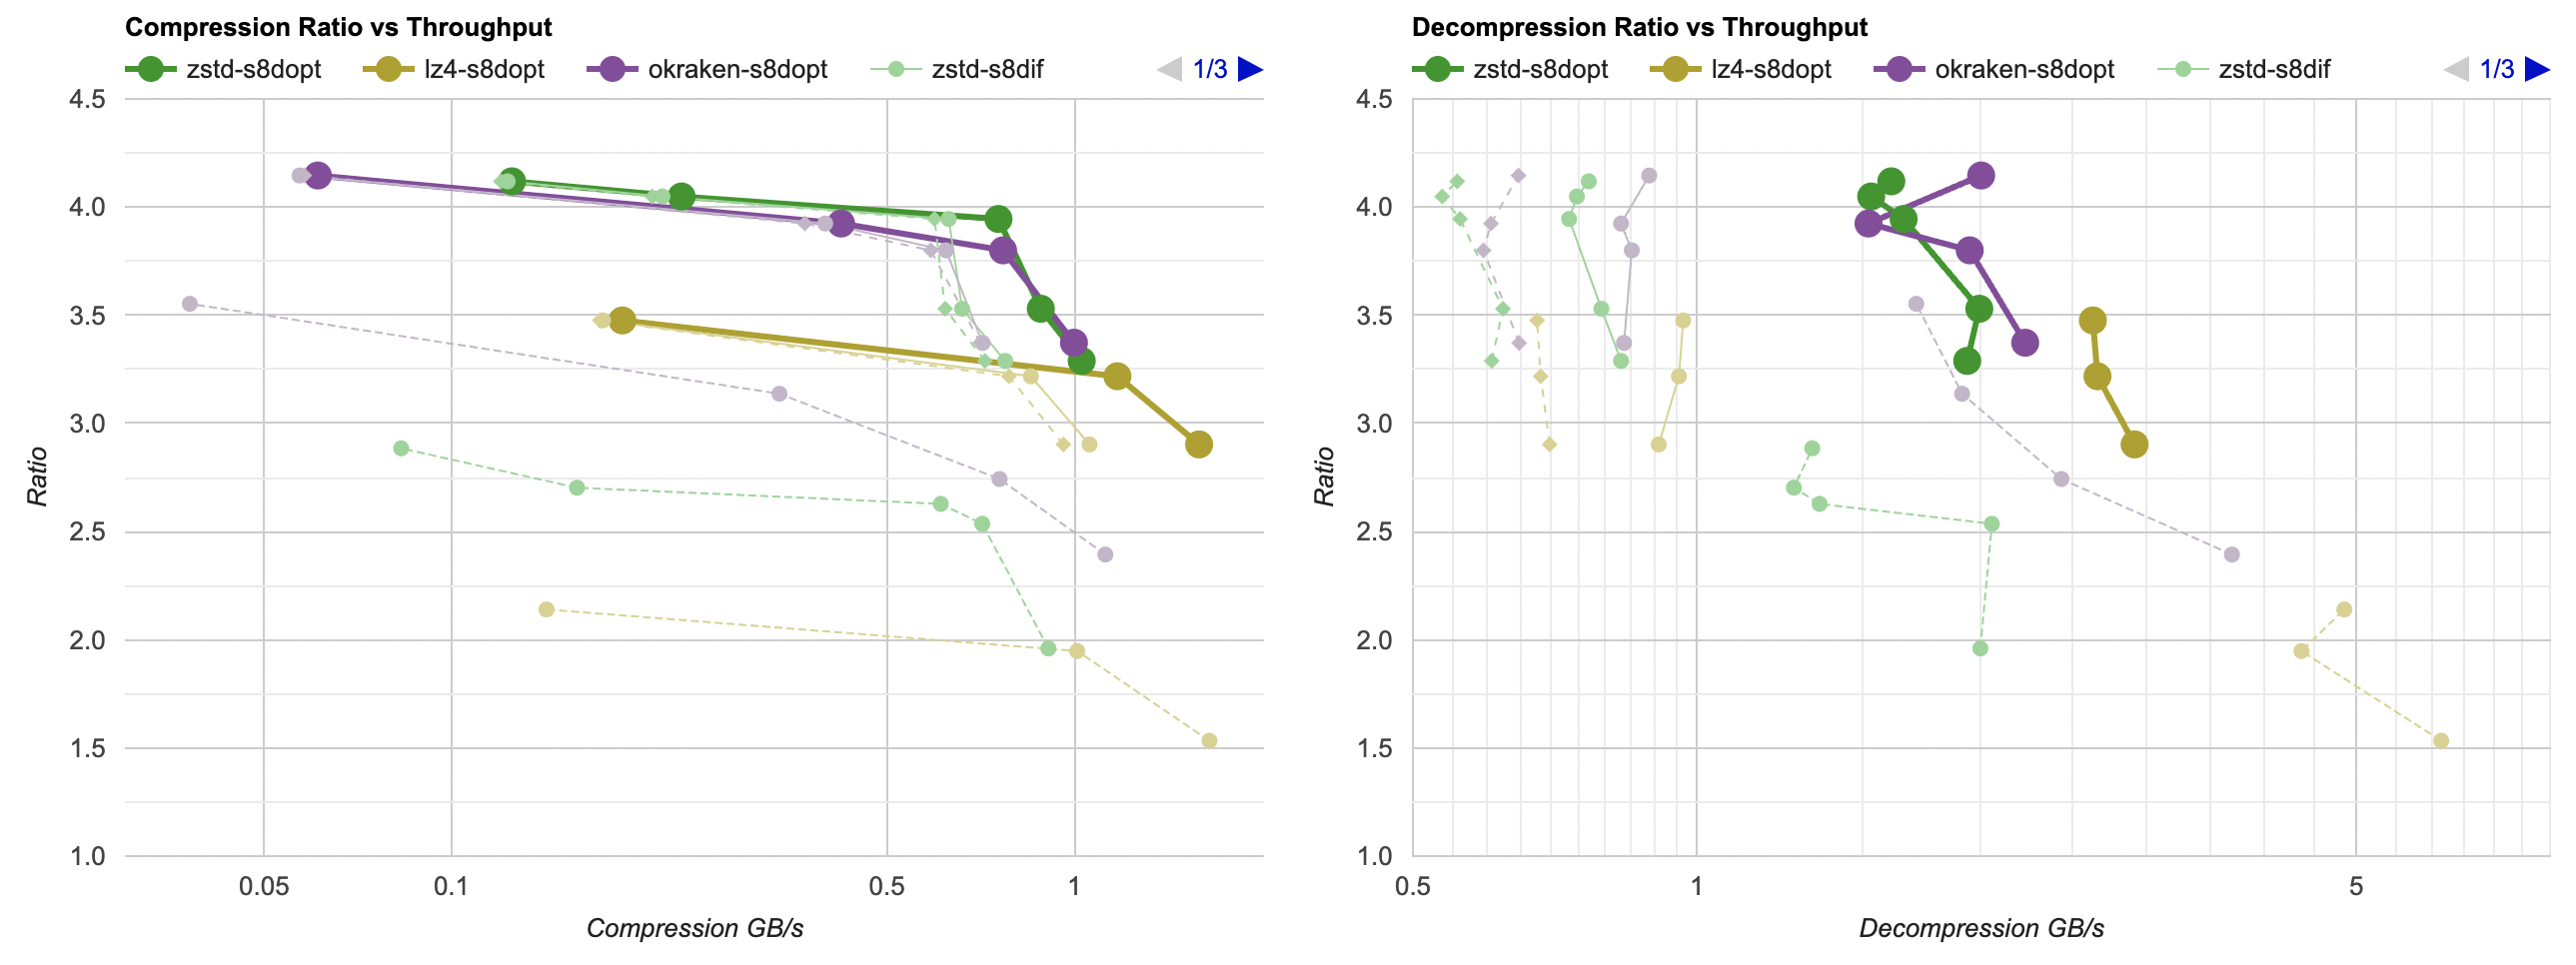 Compression Ratio vs Throughput
zstd-s8dopt lz4-s8dopt okraken-s8dopt zstd-s8dif 1/3
4.5
4.0
3.5
3.0
2.5
2.0
1.5
1.0
Ratio
0.05 0.1 0.5 1
Compression GB/s
Decompression Ratio vs Throughput
zstd-s8dopt lz4-s8dopt okraken-s8dopt zstd-s8dif 1/3
4.5
4.0
3.5
3.0
2.5
2.0
1.5
1.0
Ratio
0.5 1 5
Decompression GB/s